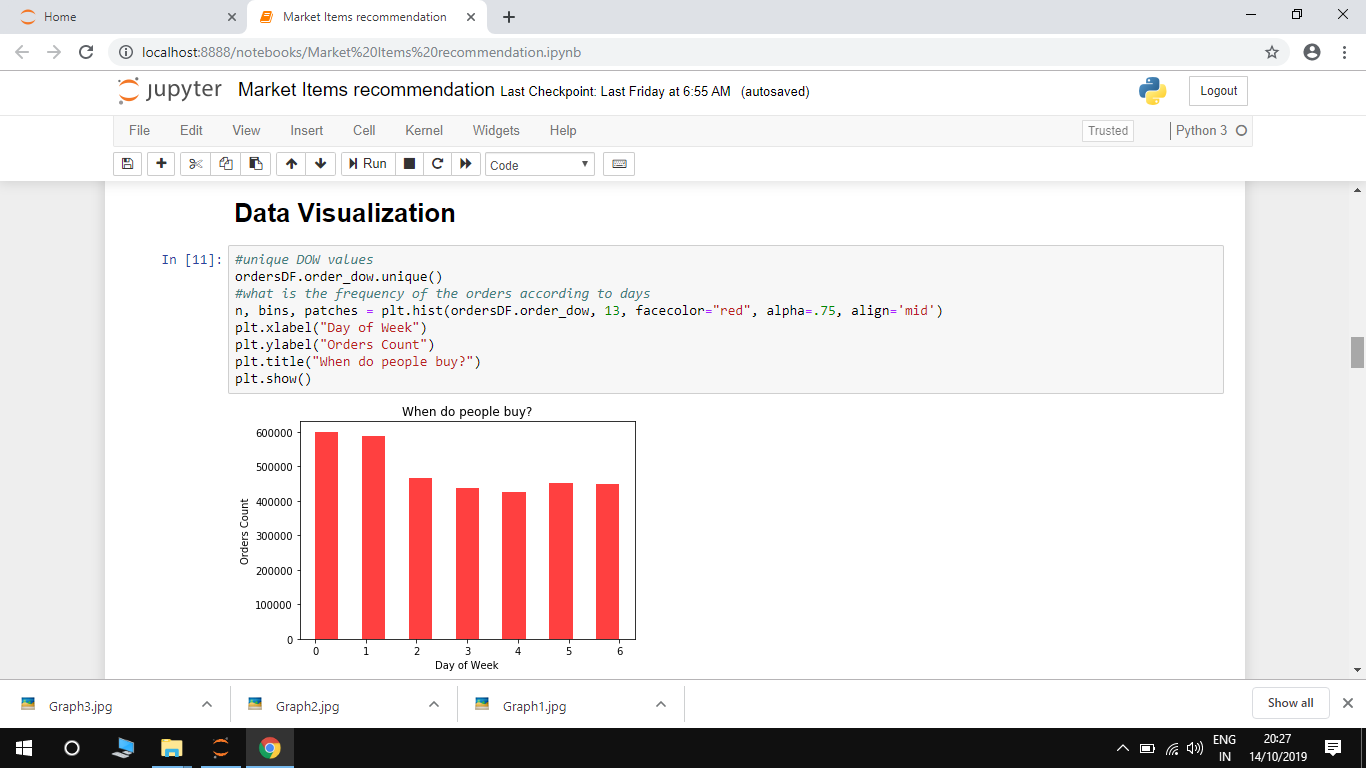 Home
Market Items recommendation
localhost:8888/notebooks/Market%20Items%20recommendation.ipynb
jupyter Market Items recommendation Last Checkpoint: Last Friday at 6:55 AM (autosaved)
Logout
File Edit View Insert Cell Kernel Widgets Help
Trusted
Python 3
Run
Code
Data Visualization
In [11]:
#unique DOW values
ordersDF.order_dow.unique()
#what is the frequency of the orders according to days
n, bins, patches = plt.hist(ordersDF.order_dow, 13, facecolor="red", alpha=.75, align='mid')
plt.xlabel("Day of Week")
plt.ylabel("Orders Count")
plt.title("When do people buy?")
plt.show()
When do people buy?
600000
500000
400000
300000
200000
100000
0
Orders Count
0 1 2 3 4 5 6
Day of Week
Graph3.jpg
Graph2.jpg
Graph1.jpg
Show all
ENG
IN
20:27
14/10/2019